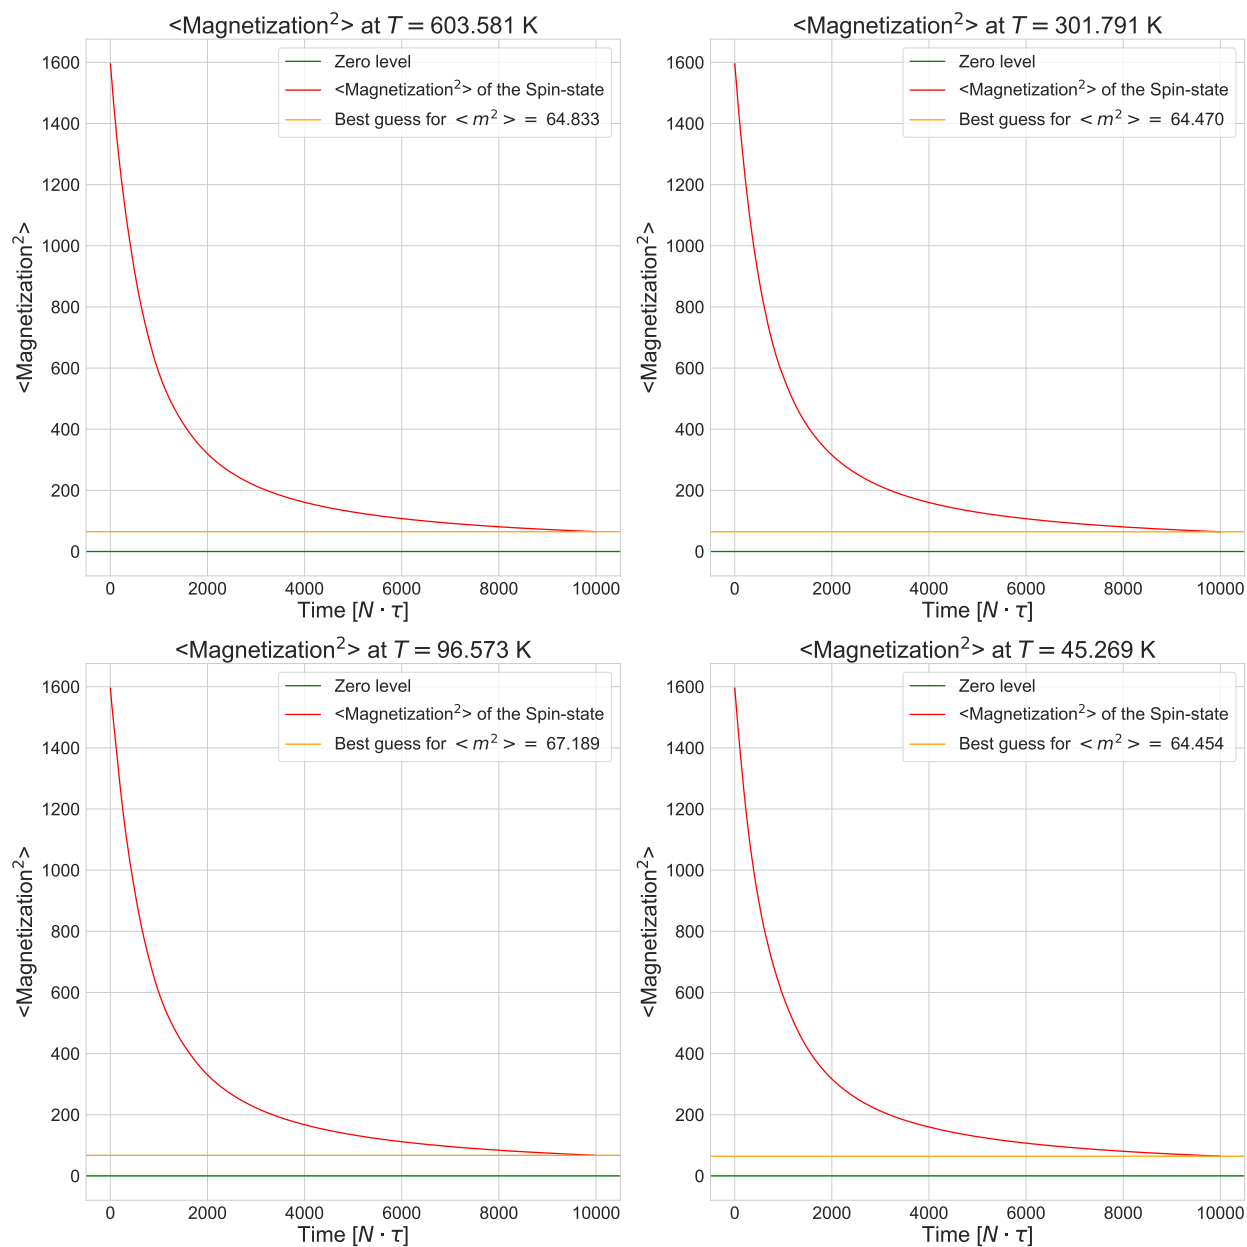 <Magnetization²> at T = 603.581 K
Zero level
<Magnetization²> of the Spin-state
Best guess for < m² > = 64.833
<Magnetization²>
1600
1400
1200
1000
800
600
400
200
0
0 2000 4000 6000 8000 10000
Time [N · τ]
<Magnetization²> at T = 301.791 K
Zero level
<Magnetization²> of the Spin-state
Best guess for < m² > = 64.470
<Magnetization²>
1600
1400
1200
1000
800
600
400
200
0
0 2000 4000 6000 8000 10000
Time [N · τ]
<Magnetization²> at T = 96.573 K
Zero level
<Magnetization²> of the Spin-state
Best guess for < m² > = 67.189
<Magnetization²>
1600
1400
1200
1000
800
600
400
200
0
0 2000 4000 6000 8000 10000
Time [N · τ]
<Magnetization²> at T = 45.269 K
Zero level
<Magnetization²> of the Spin-state
Best guess for < m² > = 64.454
<Magnetization²>
1600
1400
1200
1000
800
600
400
200
0
0 2000 4000 6000 8000 10000
Time [N · τ]